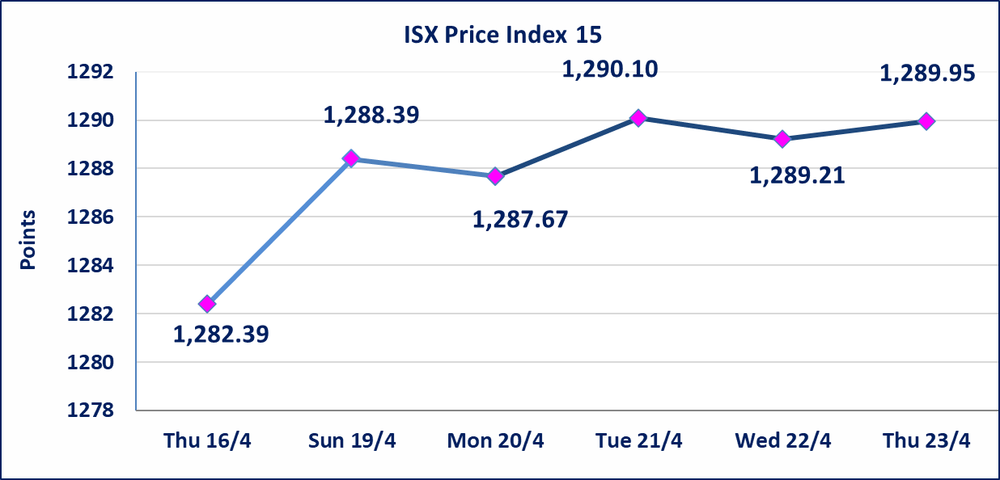 ISX Price Index 15
Points
1292
1290
1288
1286
1284
1282
1280
1278
1,282.39
1,288.39
1,287.67
1,290.10
1,289.21
1,289.95
Thu 16/4
Sun 19/4
Mon 20/4
Tue 21/4
Wed 22/4
Thu 23/4